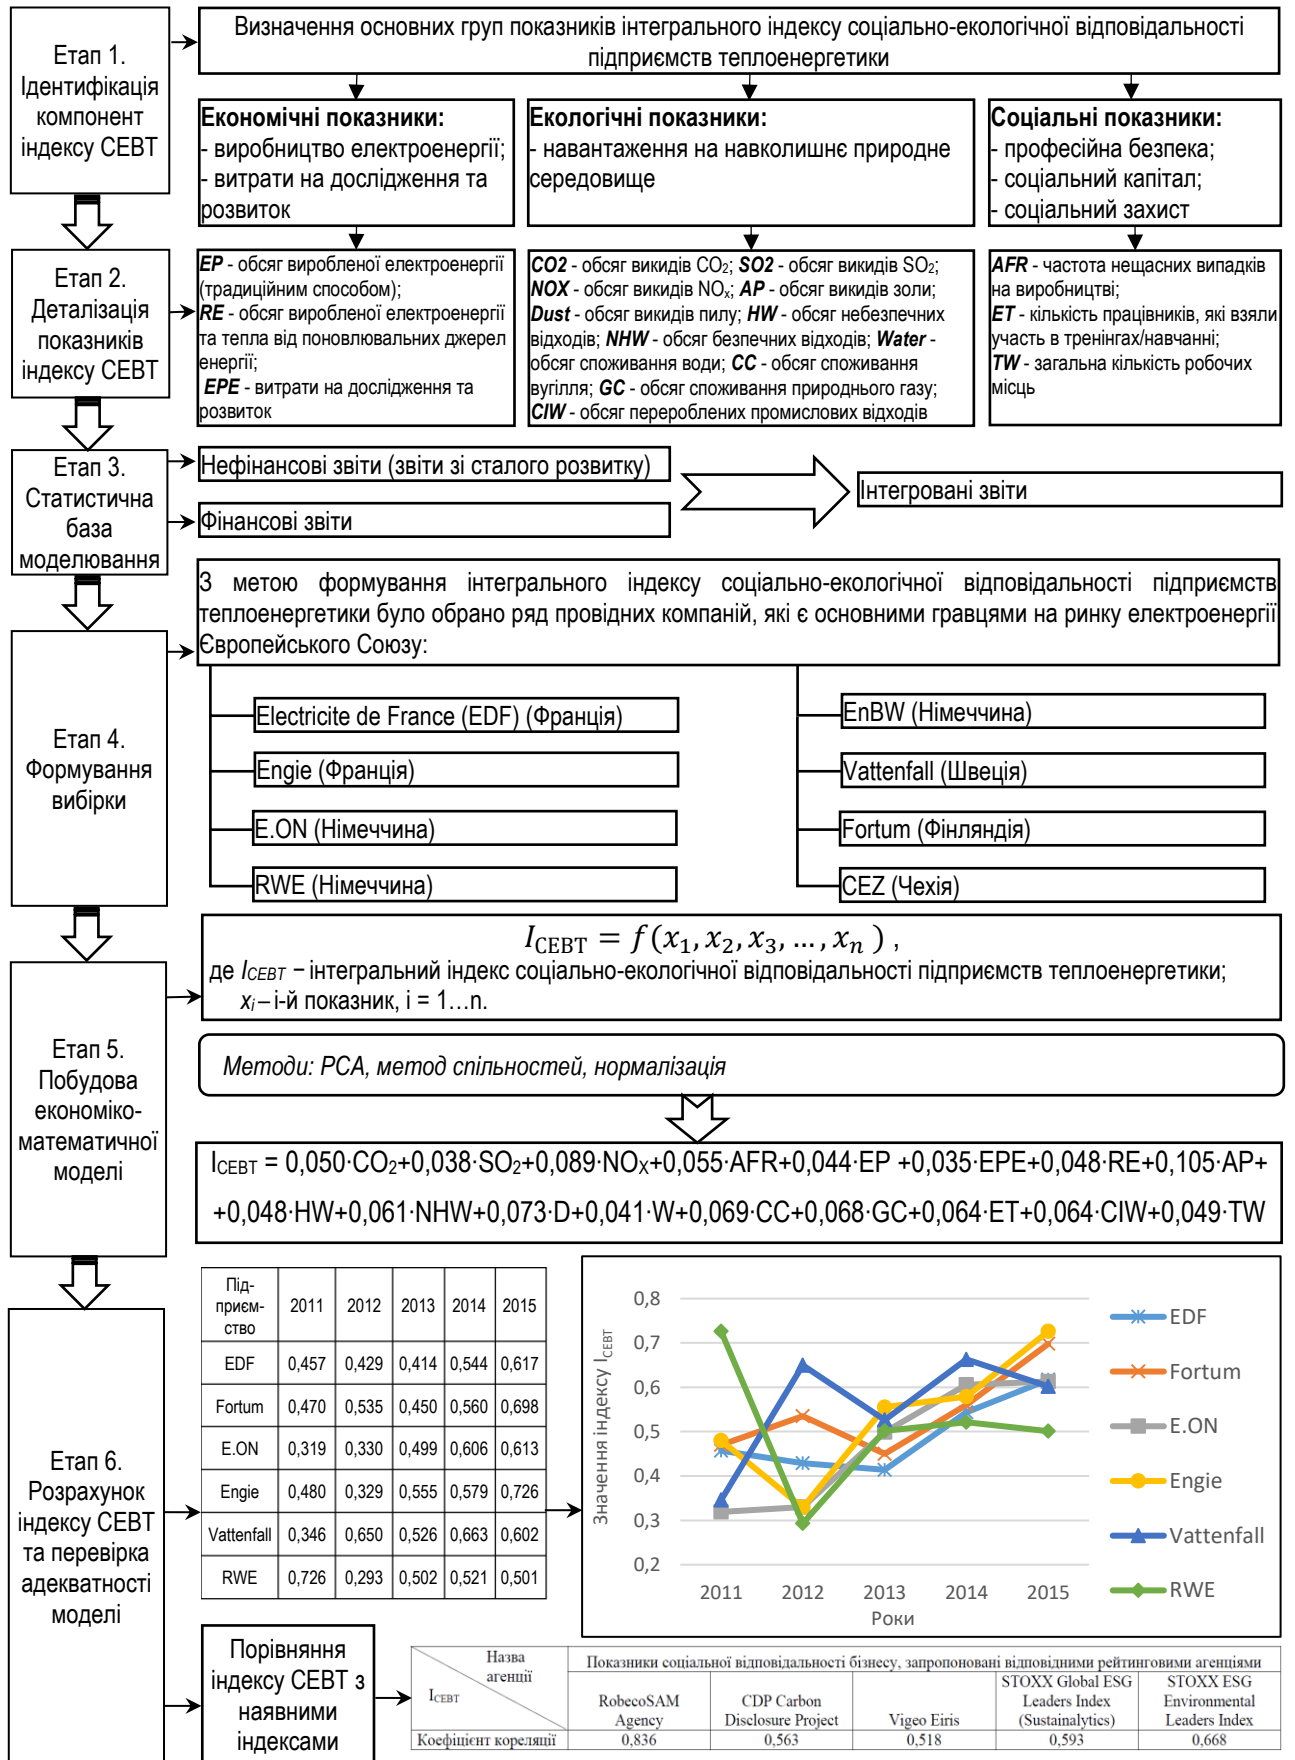 Етап 1.
Ідентифікація
компонент
індексу СЕВТ
Визначення основних груп показників інтегрального індексу соціально-екологічної відповідальності
підприємств теплоенергетики
Економічні показники:
- виробництво електроенергії;
- витрати на дослідження та
розвиток
Екологічні показники:
- навантаження на навколишнє природне
середовище
Соціальні показники:
- професійна безпека;
- соціальний капітал;
- соціальний захист
Етап 2.
Деталізація
показників
індексу СЕВТ
EP - обсяг виробленої електроенергії
(традиційним способом);
RE - обсяг виробленої електроенергії
та тепла від поновлювальних джерел
енергії;
EPE - витрати на дослідження та
розвиток
CO2 - обсяг викидів CO₂; SO2 - обсяг викидів SO₂;
NOX - обсяг викидів NOₓ; AP - обсяг викидів золи;
Dust - обсяг викидів пилу; HW - обсяг небезпечних
відходів; NHW - обсяг безпечних відходів; Water -
обсяг споживання води; CC - обсяг споживання
вугілля; GC - обсяг споживання природнього газу;
CIW - обсяг перероблених промислових відходів
AFR - частота нещасних випадків
на виробництві;
ET - кількість працівників, які взяли
участь в тренінгах/навчанні;
TW - загальна кількість робочих
місць
Етап 3.
Статистична
база
моделювання
Нефінансові звіти (звіти зі сталого розвитку)
Фінансові звіти
Інтегровані звіти
Етап 4.
Формування
вибірки
З метою формування інтегрального індексу соціально-екологічної відповідальності підприємств
теплоенергетики було обрано ряд провідних компаній, які є основними гравцями на ринку електроенергії
Європейського Союзу:
Electricite de France (EDF) (Франція)
Engie (Франція)
E.ON (Німеччина)
RWE (Німеччина)
EnBW (Німеччина)
Vattenfall (Швеція)
Fortum (Фінляндія)
CEZ (Чехія)
Етап 5.
Побудова
економіко-
математичної
моделі
I_СЕВТ = f(x₁, x₂, x₃, ..., xₙ ) ,
де I_СЕВТ – інтегральний індекс соціально-екологічної відповідальності підприємств теплоенергетики;
xᵢ – і-й показник, i = 1…n.
Методи: PCA, метод спільностей, нормалізація
I_СЕВТ = 0,050·CO₂+0,038·SO₂+0,089·NOₓ+0,055·AFR+0,044·EP +0,035·EPE+0,048·RE+0,105·AP+
+0,048·HW+0,061·NHW+0,073·D+0,041·W+0,069·CC+0,068·GC+0,064·ET+0,064·CIW+0,049·TW
Етап 6.
Розрахунок
індексу СЕВТ
та перевірка
адекватності
моделі
Під-
приєм-
ство
2011 2012 2013 2014 2015
EDF 0,457 0,429 0,414 0,544 0,617
Fortum 0,470 0,535 0,450 0,560 0,698
E.ON 0,319 0,330 0,499 0,606 0,613
Engie 0,480 0,329 0,555 0,579 0,726
Vattenfall 0,346 0,650 0,526 0,663 0,602
RWE 0,726 0,293 0,502 0,521 0,501
Значення індексу I_СЕВТ
0,8
0,7
0,6
0,5
0,4
0,3
0,2
2011 2012 2013 2014 2015
Роки
EDF
Fortum
E.ON
Engie
Vattenfall
RWE
Порівняння
індексу СЕВТ з
наявними
індексами
Назва
агенції
I_СЕВТ
Показники соціальної відповідальності бізнесу, запропоновані відповідними рейтинговими агенціями
RobecoSAM
Agency
CDP Carbon
Disclosure Project
Vigeo Eiris
STOXX Global ESG
Leaders Index
(Sustainalytics)
STOXX ESG
Environmental
Leaders Index
Коефіцієнт кореляції 0,836 0,563 0,518 0,593 0,668